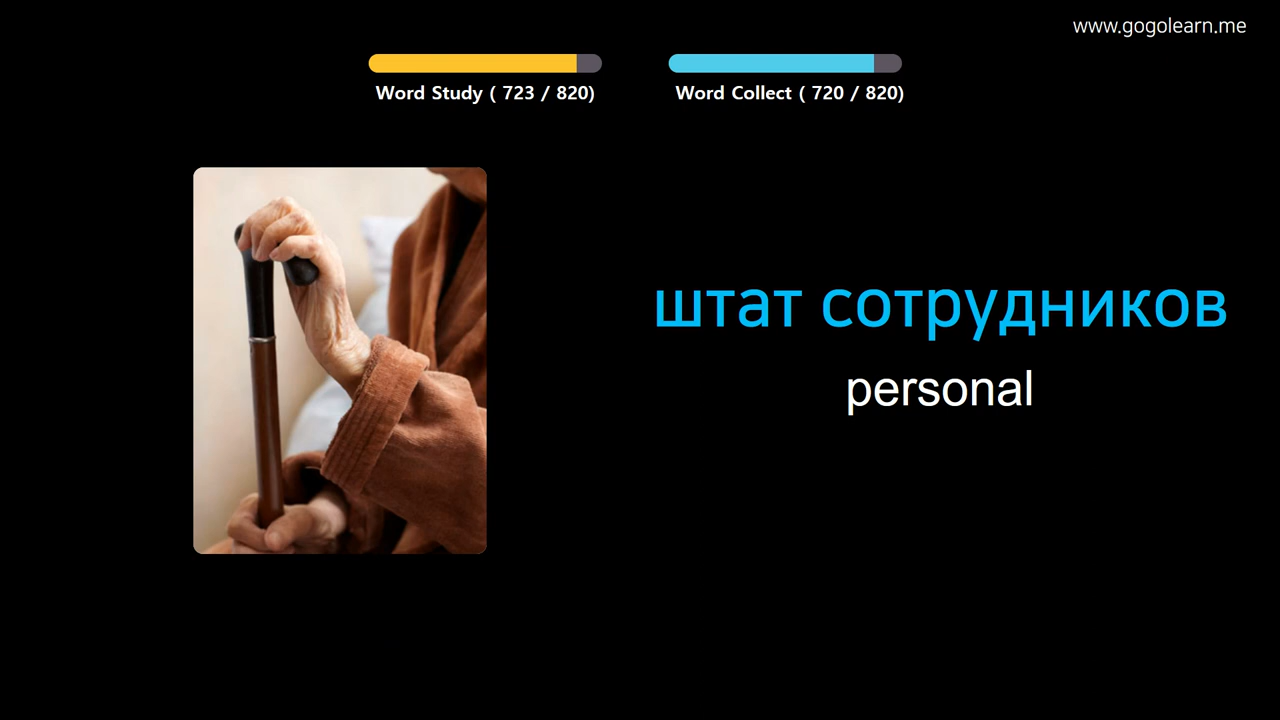 www.gogolearn.me
Word Study ( 723 / 820)
Word Collect ( 720 / 820)
штат сотрудников
personal